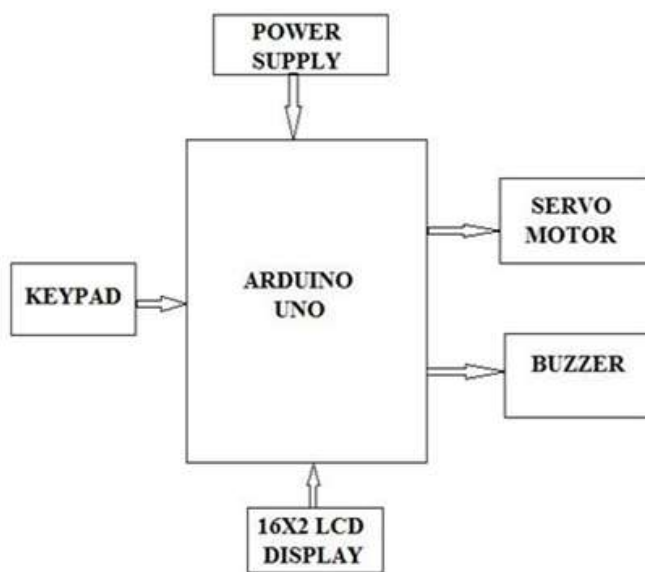 POWER
SUPPLY
SERVO
MOTOR
KEYPAD
ARDUINO
UNO
BUZZER
16X2 LCD
DISPLAY